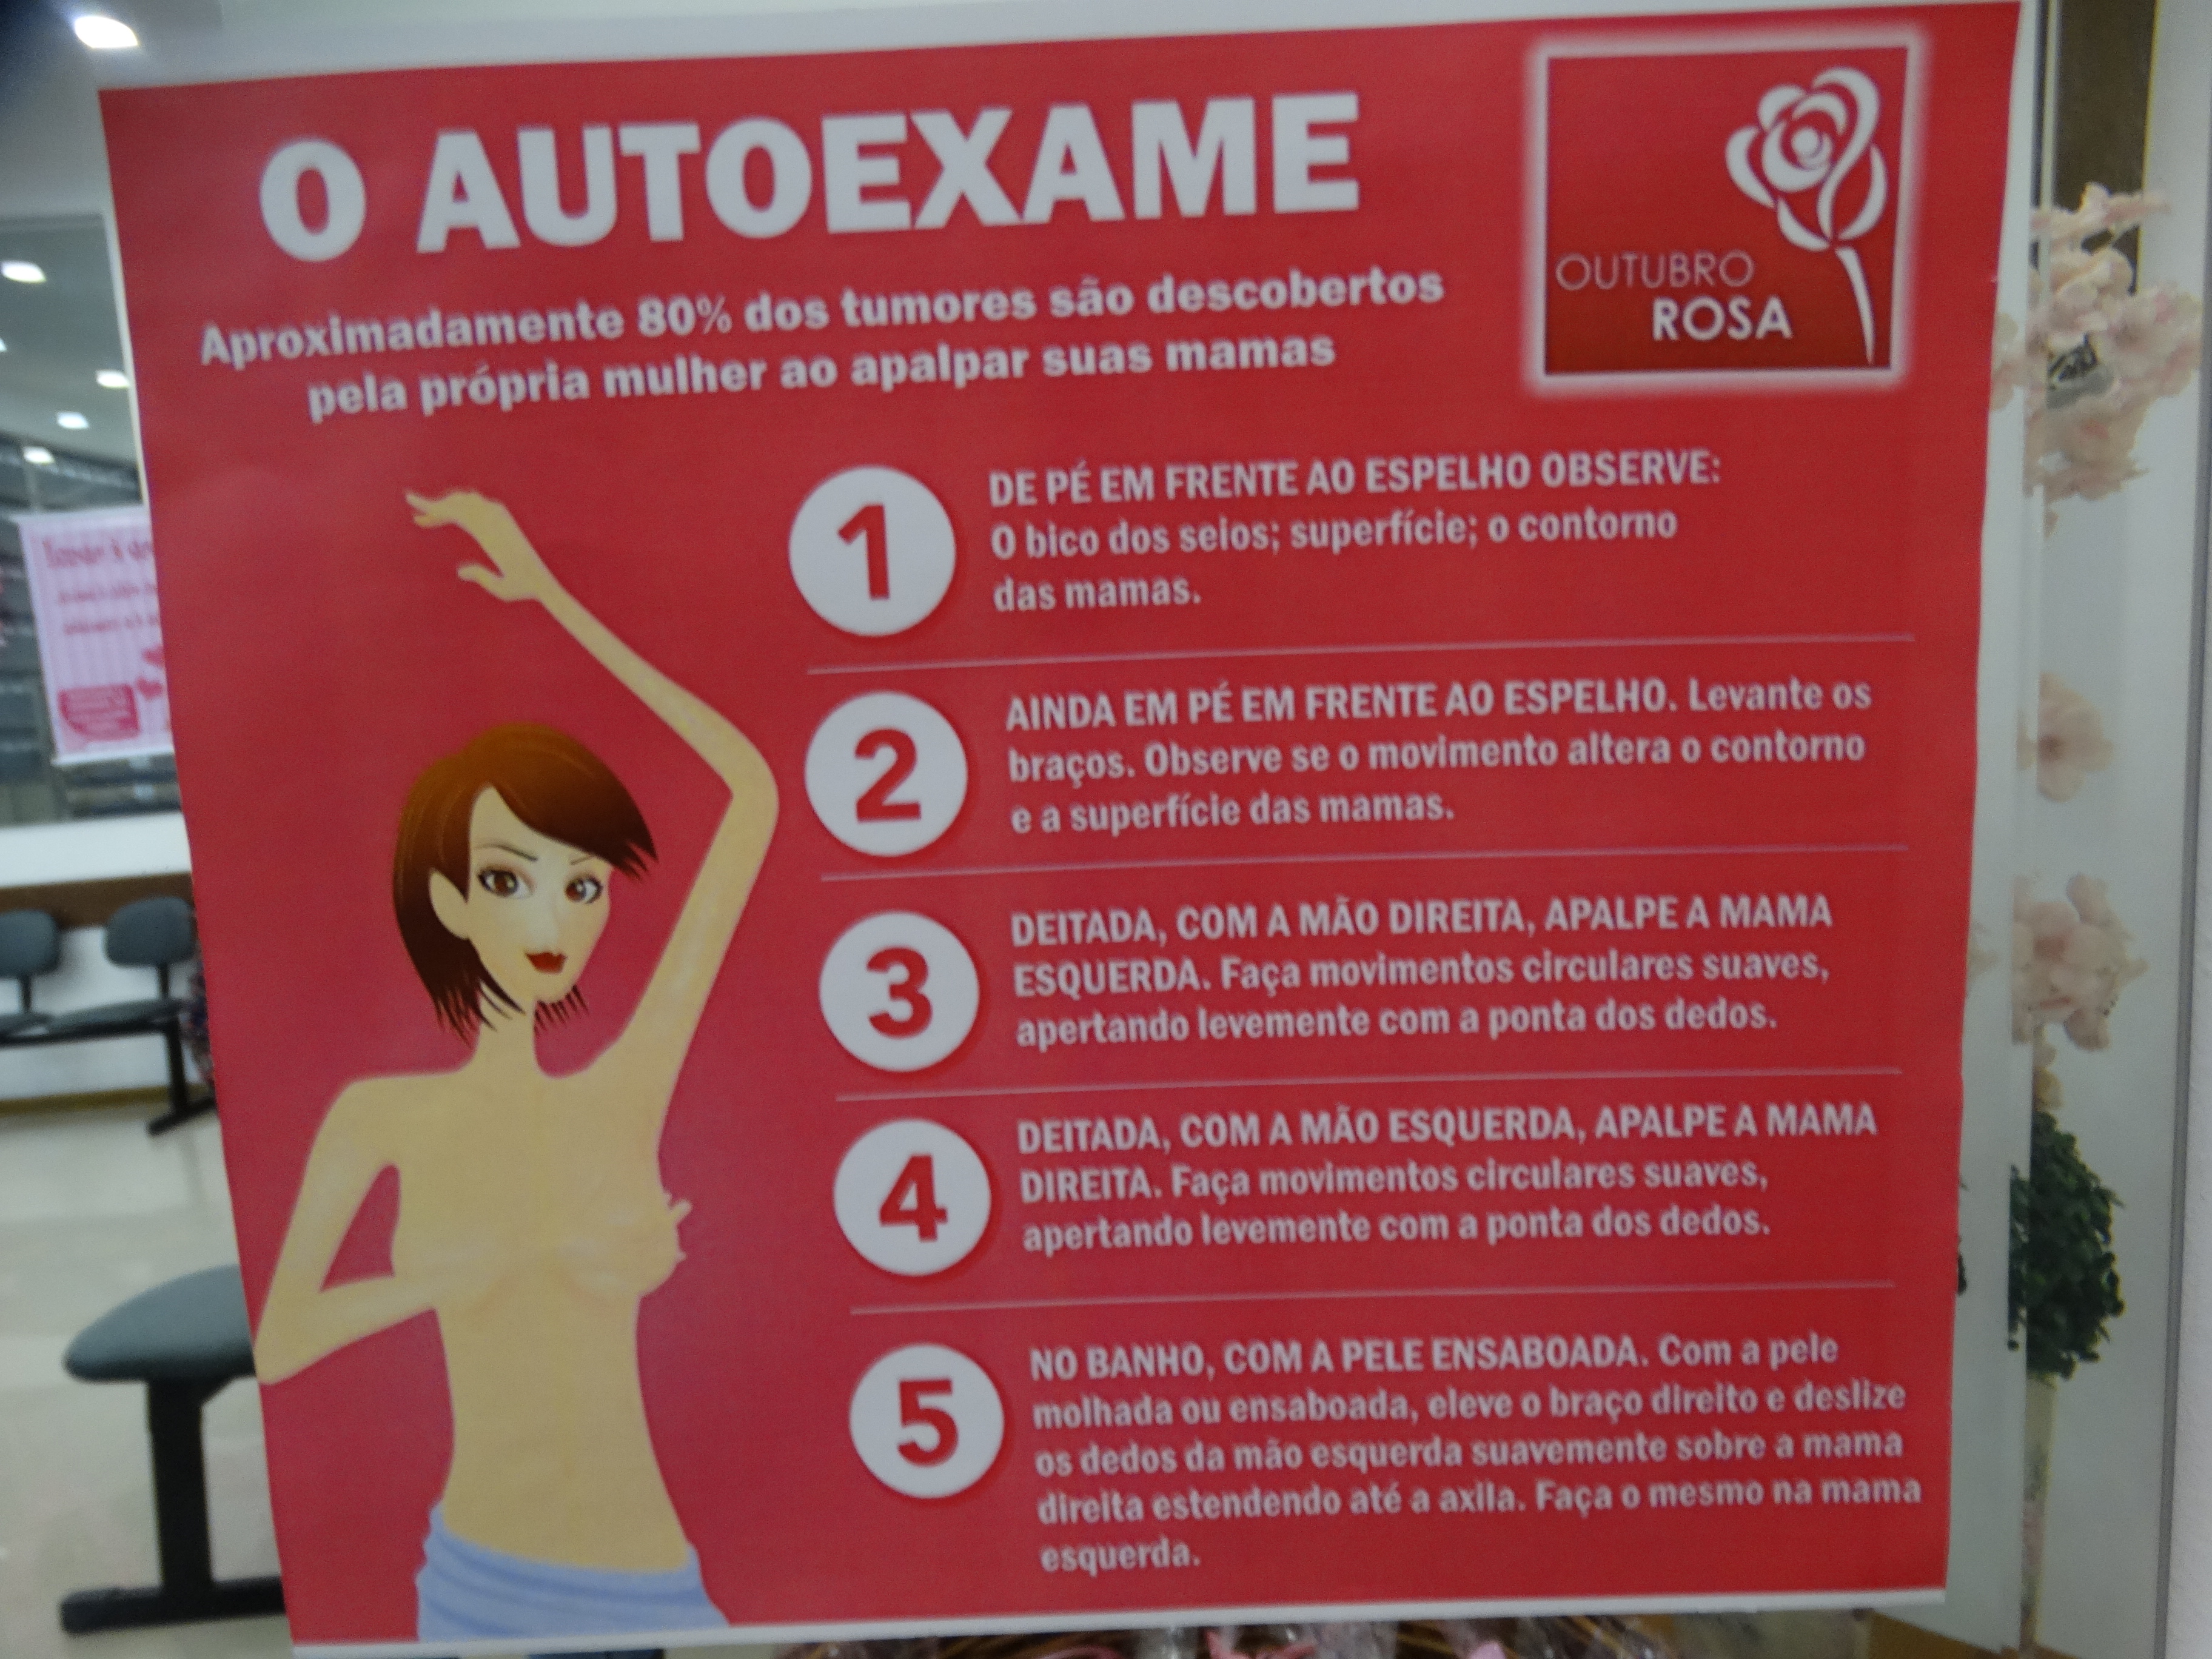 O AUTOEXAME
Aproximadamente 80% dos tumores são descobertos
pela própria mulher ao apalpar suas mamas
OUTUBRO
ROSA
1
DE PÉ EM FRENTE AO ESPELHO OBSERVE:
O bico dos seios; superfície; o contorno
das mamas.
2
AINDA EM PÉ EM FRENTE AO ESPELHO. Levante os
braços. Observe se o movimento altera o contorno
e a superfície das mamas.
3
DEITADA, COM A MÃO DIREITA, APALPE A MAMA
ESQUERDA. Faça movimentos circulares suaves,
apertando levemente com a ponta dos dedos.
4
DEITADA, COM A MÃO ESQUERDA, APALPE A MAMA
DIREITA. Faça movimentos circulares suaves,
apertando levemente com a ponta dos dedos.
5
NO BANHO, COM A PELE ENSABOADA. Com a pele
molhada ou ensaboada, eleve o braço direito e deslize
os dedos da mão esquerda suavemente sobre a mama
direita estendendo até a axila. Faça o mesmo na mama
esquerda.